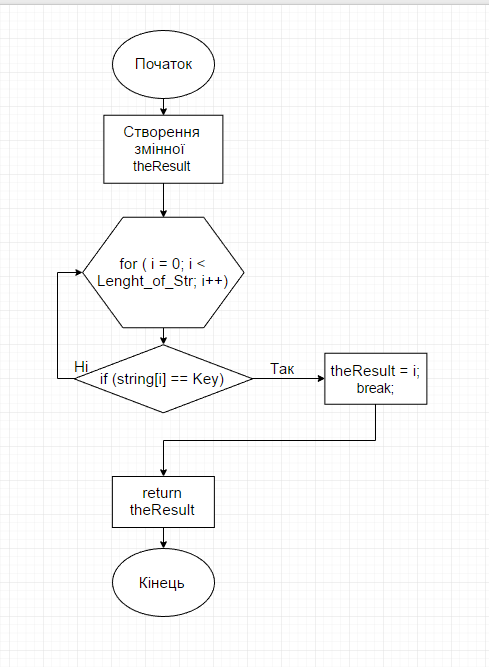 Початок
Створення
змінної
theResult
for ( i = 0; i <
Lenght_of_Str; i++)
Ні
if (string[i] == Key)
Так
theResult = i;
break;
return
theResult
Кінець